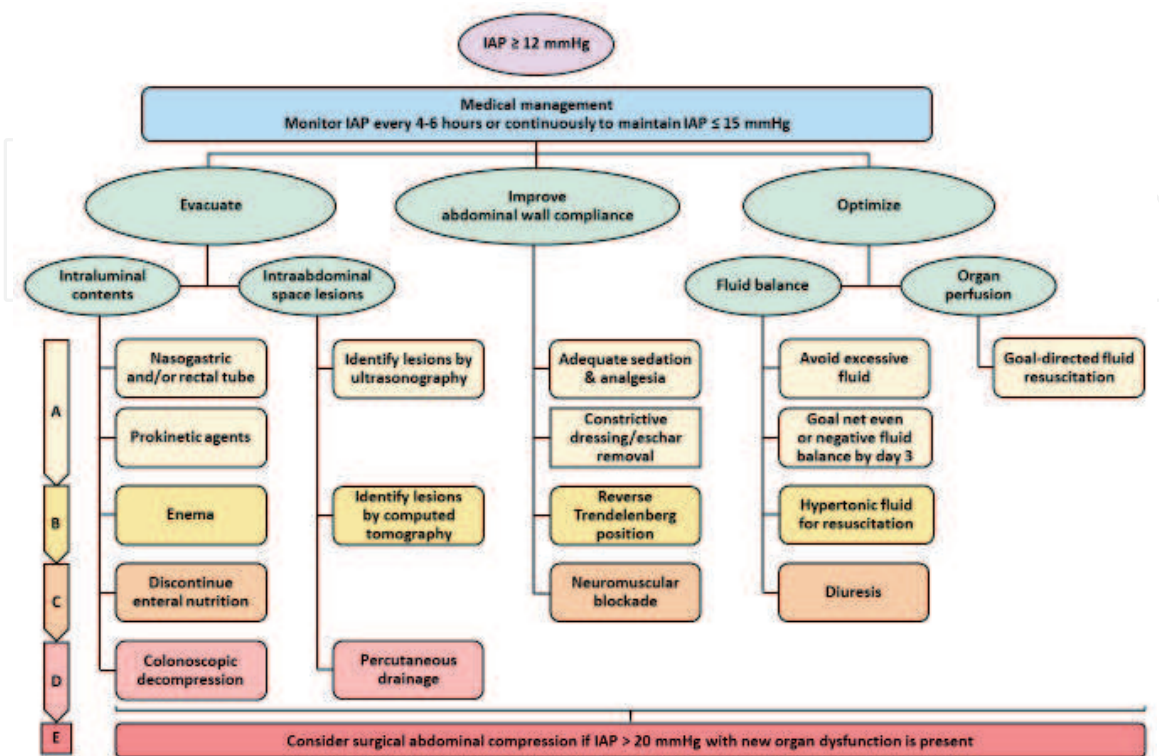 IAP ≥ 12 mmHg
Medical management
Monitor IAP every 4-6 hours or continuously to maintain IAP ≤ 15 mmHg
Evacuate
Improve
abdominal wall compliance
Optimize
Intraluminal
contents
Intraabdominal
space lesions
Fluid balance
Organ
perfusion
A
Nasogastric
and/or rectal tube
Identify lesions by
ultrasonography
Adequate sedation
& analgesia
Avoid excessive
fluid
Goal-directed fluid
resuscitation
Prokinetic agents
Constrictive
dressing/eschar
removal
Goal net even
or negative fluid
balance by day 3
B
Enema
Identify lesions
by computed
tomography
Reverse
Trendelenberg
position
Hypertonic fluid
for resuscitation
C
Discontinue
enteral nutrition
Neuromuscular
blockade
Diuresis
D
Colonoscopic
decompression
Percutaneous
drainage
E
Consider surgical abdominal compression if IAP > 20 mmHg with new organ dysfunction is present